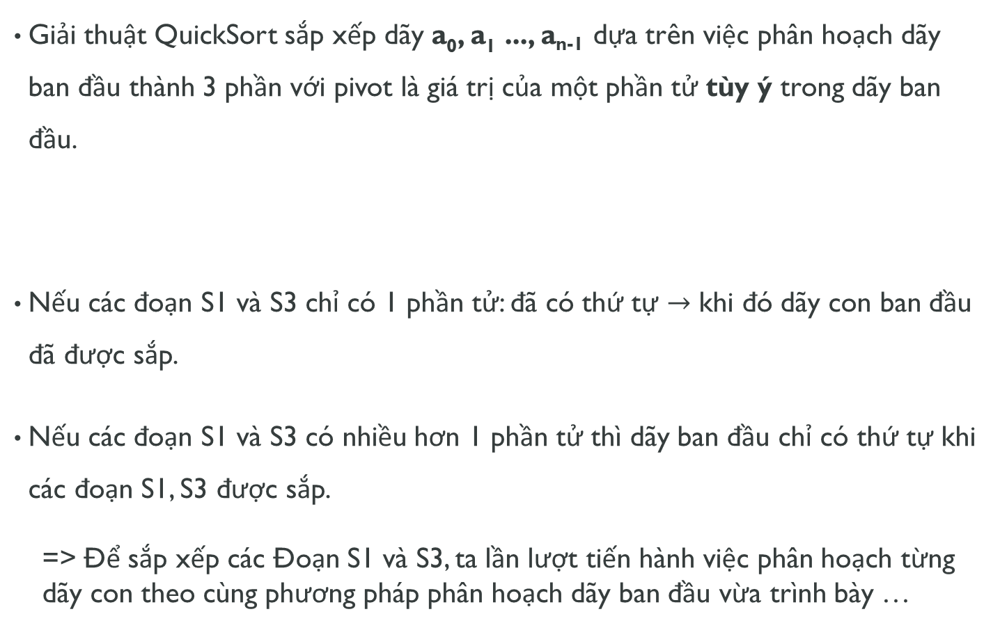 • Giải thuật QuickSort sắp xếp dãy a0, a1 ..., an-1 dựa trên việc phân hoạch dãy
ban đầu thành 3 phần với pivot là giá trị của một phần tử tùy ý trong dãy ban
đầu.
• Nếu các đoạn S1 và S3 chỉ có 1 phần tử: đã có thứ tự → khi đó dãy con ban đầu
đã được sắp.
• Nếu các đoạn S1 và S3 có nhiều hơn 1 phần tử thì dãy ban đầu chỉ có thứ tự khi
các đoạn S1, S3 được sắp.
=> Để sắp xếp các Đoạn S1 và S3, ta lần lượt tiến hành việc phân hoạch từng
dãy con theo cùng phương pháp phân hoạch dãy ban đầu vừa trình bày …